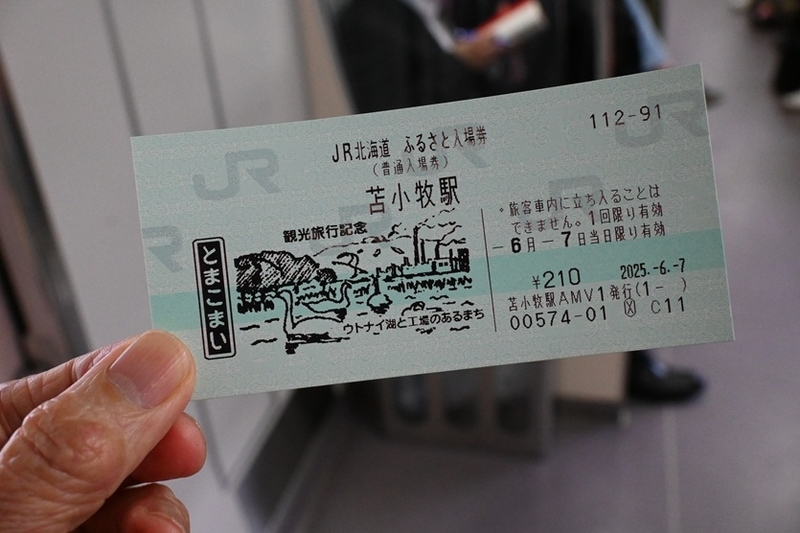 112-91
JR北海道 ふるさと入場券
(普通入場券)
苫小牧駅
観光旅行記念
とまこまい
ウトナイ湖と工場のあるまち
*旅客車内に立ち入ることは
できません。1回限り有効
-6月-7日当日限り有効
¥210 2025.-6.-7
苫小牧駅AMV1発行(1- )
00574-01 C11
JR
JR
JR